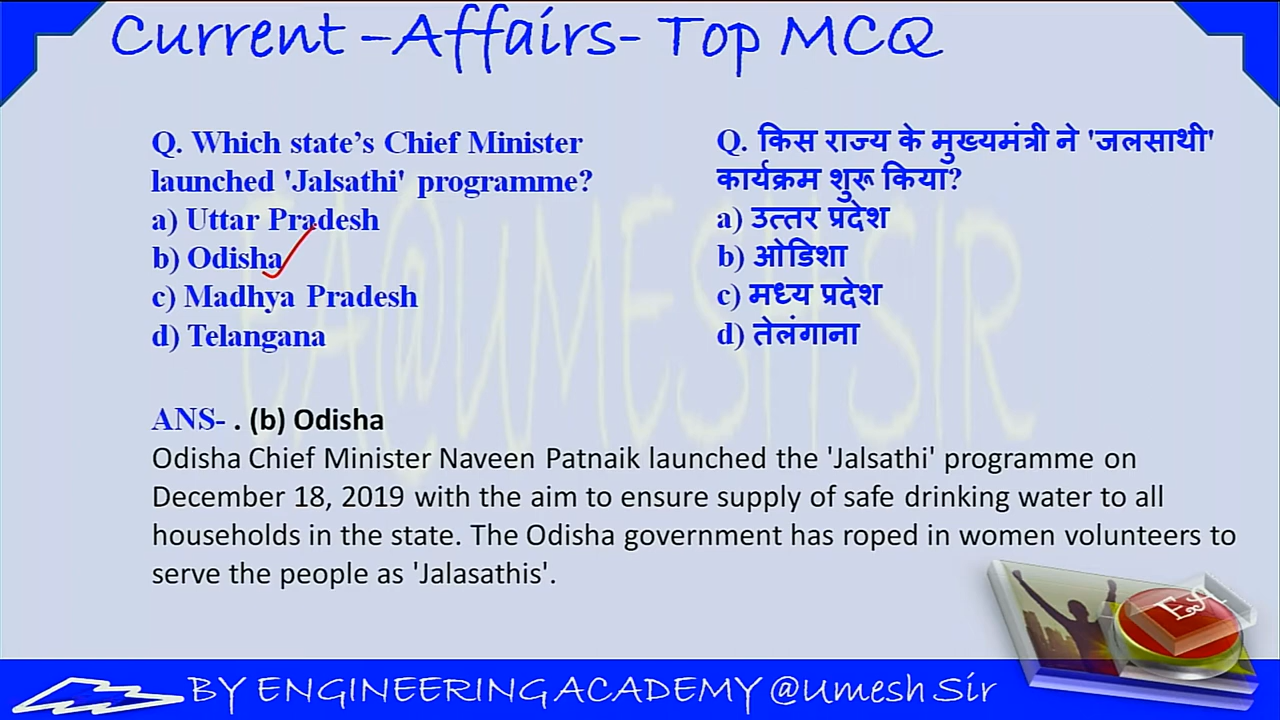 Current -Affairs- Top MCQ
Q. Which state’s Chief Minister
launched 'Jalsathi' programme?
a) Uttar Pradesh
b) Odisha
c) Madhya Pradesh
d) Telangana
Q. किस राज्य के मुख्यमंत्री ने 'जलसाथी'
कार्यक्रम शुरू किया?
a) उत्तर प्रदेश
b) ओडिशा
c) मध्य प्रदेश
d) तेलंगाना
ANS- . (b) Odisha
Odisha Chief Minister Naveen Patnaik launched the 'Jalsathi' programme on
December 18, 2019 with the aim to ensure supply of safe drinking water to all
households in the state. The Odisha government has roped in women volunteers to
serve the people as 'Jalasathis'.
EA@UMESH SIR
EA
BY ENGINEERING ACADEMY @Umesh Sir